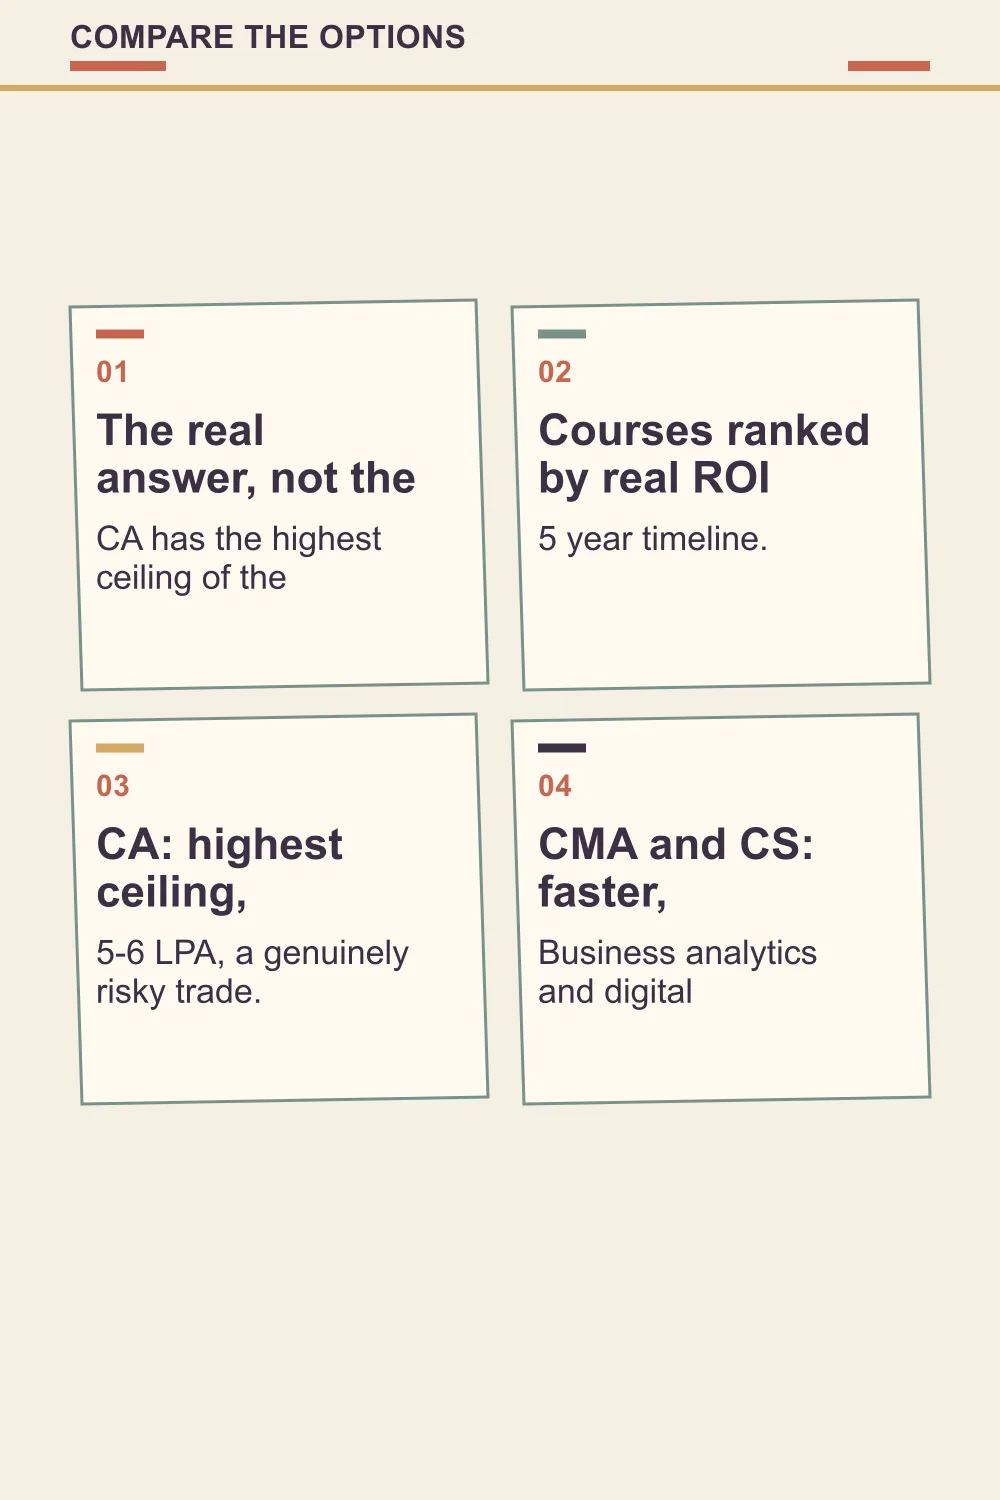 COMPARE THE OPTIONS
01
The real
answer, not the
CA has the highest
ceiling of the
02
Courses ranked
by real ROI
5 year timeline.
03
CA: highest
ceiling,
5-6 LPA, a genuinely
risky trade.
04
CMA and CS:
faster,
Business analytics
and digital